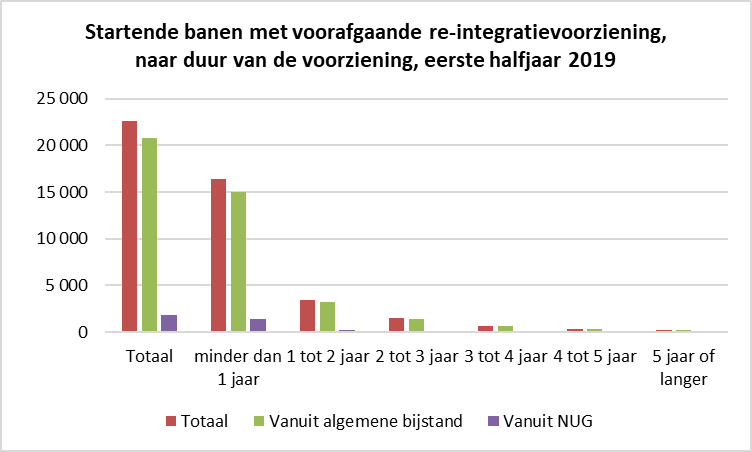 Startende banen met voorafgaande re-integratievoorziening,
naar duur van de voorziening, eerste halfjaar 2019
25 000
20 000
15 000
10 000
5 000
0
Totaal
minder dan
1 jaar
1 tot 2 jaar
2 tot 3 jaar
3 tot 4 jaar
4 tot 5 jaar
5 jaar of
langer
Totaal
Vanuit algemene bijstand
Vanuit NUG